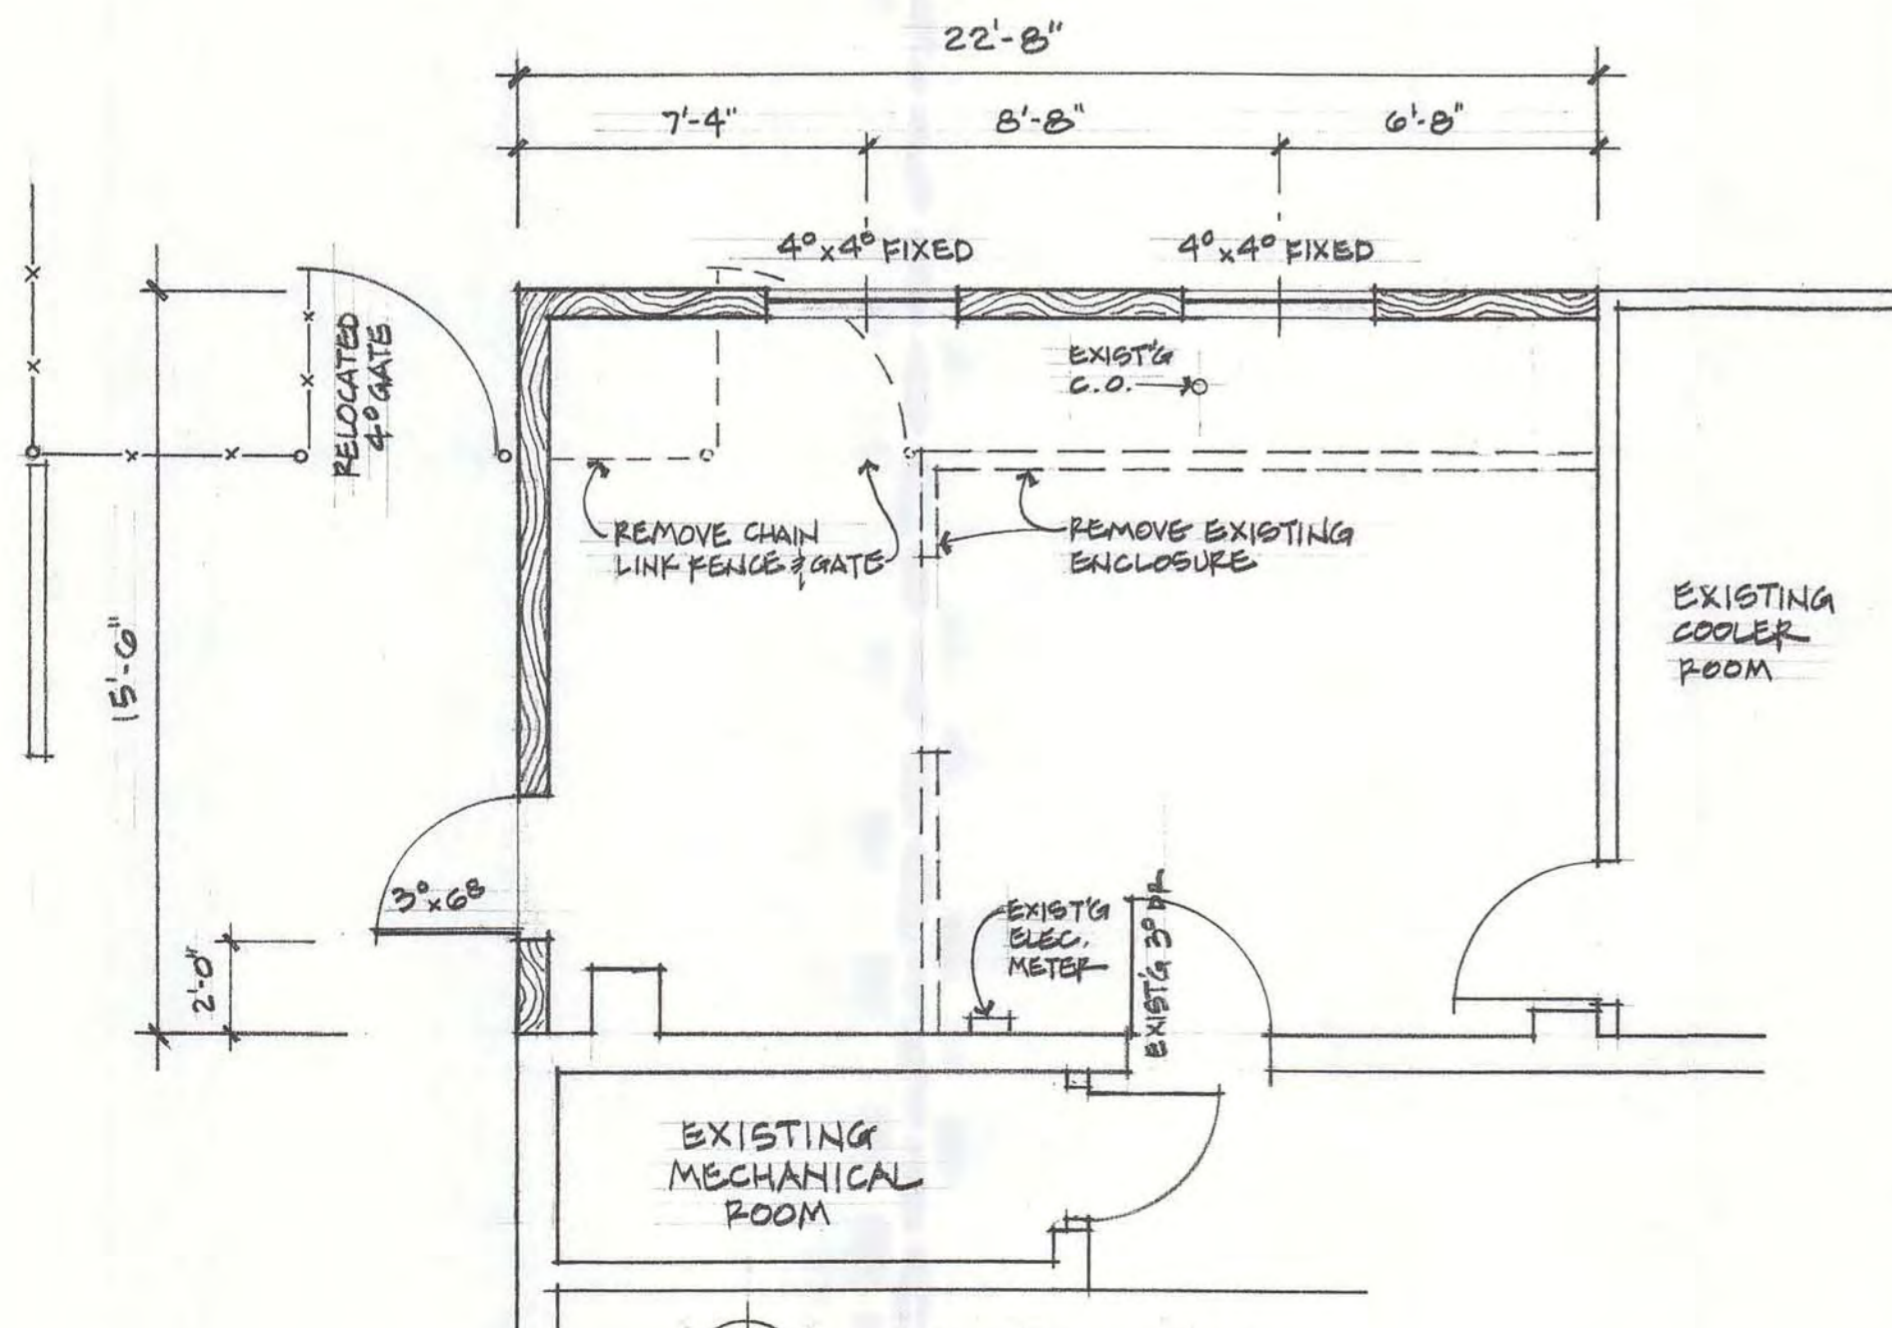 22'-8"
7'-4" 8'-8" 6'-8"
4⁰x4⁰ FIXED 4⁰x4⁰ FIXED
RELOCATED
4⁰ GATE
EXIST'G
C.O.
REMOVE CHAIN
LINK FENCE & GATE
REMOVE EXISTING
ENCLOSURE
EXISTING
COOLER
ROOM
15'-6"
3⁰x6⁸
2'-0"
EXIST'G
ELEC.
METER
EXIST'G 3⁰ DR
EXISTING
MECHANICAL
ROOM